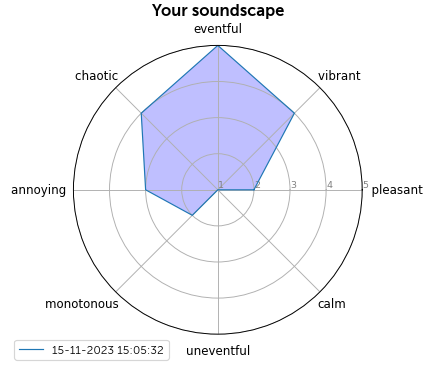 Your soundscape
eventful
chaotic
vibrant
annoying
1 2 3 4 5
pleasant
monotonous
calm
15-11-2023 15:05:32
uneventful